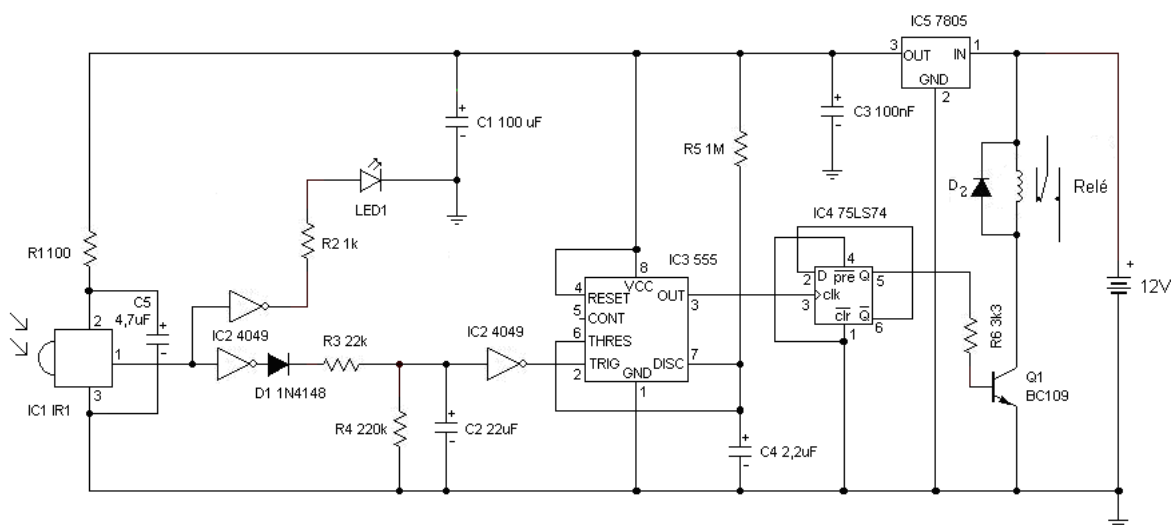 IC5 7805
3 OUT IN 1
GND
2
C1 100 uF
C3 100nF
R5 1M
LED1
D2
Relé
R1 100
R2 1k
IC4 75LS74
IC3 555
12V
C5
4,7uF
8
VCC
4 RESET OUT 3
5 CONT
6 THRES
TRIG DISC 7
2
GND
1
4
2 D pre Q 5
3 clk
clr Q 6
1
R6 3k3
2
1
3
IC2 4049
R3 22k
IC2 4049
D1 1N4148
IC1 IR1
R4 220k
C2 22uF
C4 2,2uF
Q1
BC109
+
-
+
-
+
-
+
-
+
-
+